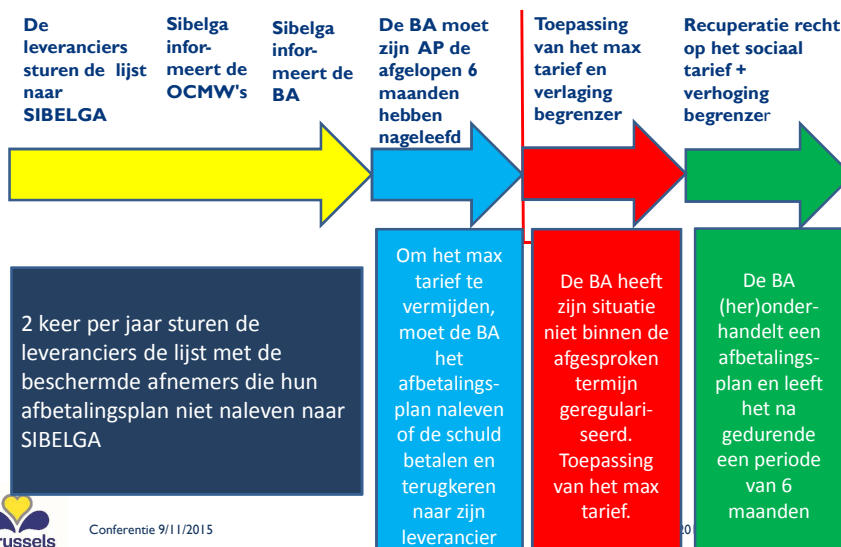 De
leveranciers
sturen de lijst
naar
SIBELGA
Sibelga
infor-
meert de
OCMW's
Sibelga
infor-
meert de
BA
De BA moet
zijn AP de
afgelopen 6
maanden
hebben
nageleefd
Toepassing
van het max
tarief en
verlaging
begrenzer
Recuperatie recht
op het sociaal
tarief +
verhoging
begrenzer
2 keer per jaar sturen de
leveranciers de lijst met de
beschermde afnemers die hun
afbetalingsplan niet naleven naar
SIBELGA
Om het max
tarief te
vermijden,
moet de BA
het
afbetalings-
plan naleven
of de schuld
betalen en
terugkeren
naar zijn
leverancier
De BA heeft
zijn situatie
niet binnen de
afgesproken
termijn
geregulari-
seerd.
Toepassing
van het max
tarief.
De BA
(her)onder-
handelt een
afbetalings-
plan en leeft
het na
gedurende
een periode
van 6
maanden
Conferentie 9/11/2015